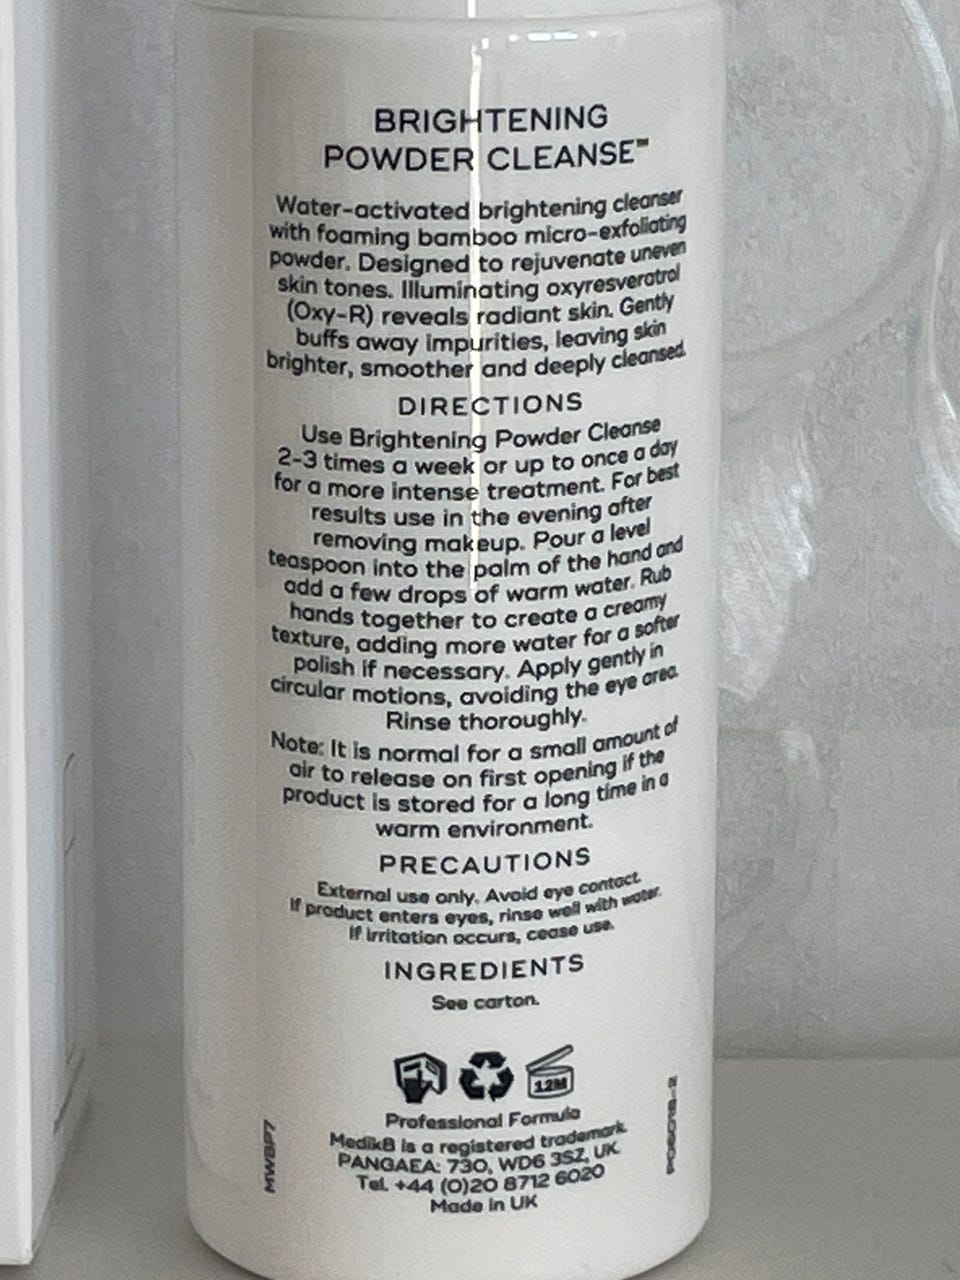 BRIGHTENING
POWDER CLEANSE™
Water-activated brightening cleanser
with foaming bamboo micro-exfoliating
powder. Designed to rejuvenate uneven
skin tones. Illuminating oxyresveratrol
(Oxy-R) reveals radiant skin. Gently
buffs away impurities, leaving skin
brighter, smoother and deeply cleansed.
DIRECTIONS
Use Brightening Powder Cleanse
2-3 times a week or up to once a day
for a more intense treatment. For best
results use in the evening after
removing makeup. Pour a level
teaspoon into the palm of the hand and
add a few drops of warm water. Rub
hands together to create a creamy
texture, adding more water for a softer
polish if necessary. Apply gently in
circular motions, avoiding the eye area.
Rinse thoroughly.
Note: It is normal for a small amount of
air to release on first opening if the
product is stored for a long time in a
warm environment.
PRECAUTIONS
External use only. Avoid eye contact.
If product enters eyes, rinse well with water.
If irritation occurs, cease use.
INGREDIENTS
See carton.
12M
Professional Formula
Medik8 is a registered trademark.
PANGAEA: 730, WD6 3SZ, UK.
Tel. +44 (0)20 8712 6020
Made in UK
MWBP7